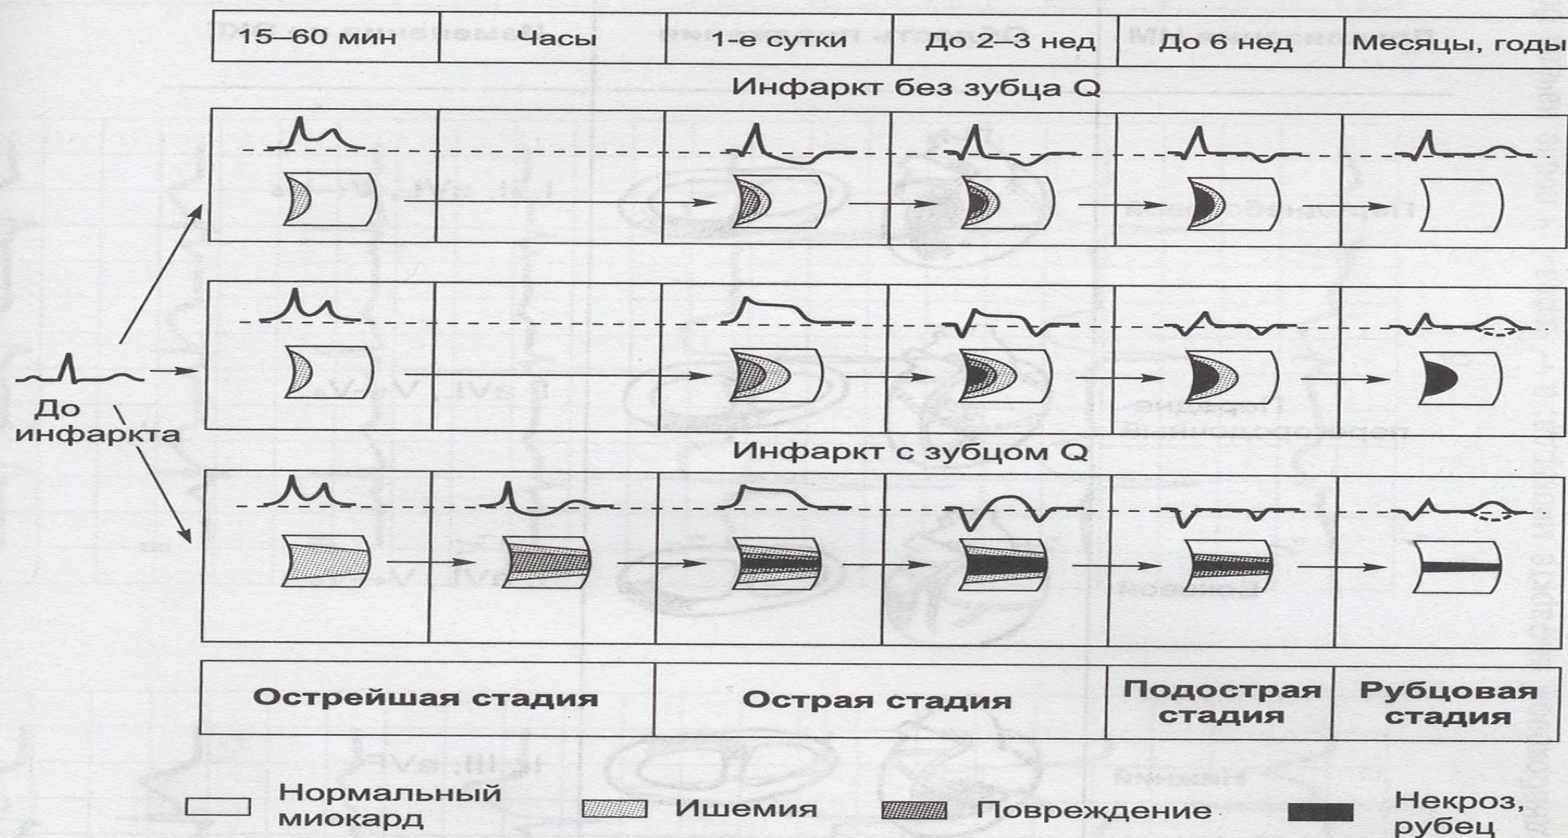 15–60 мин
Часы
1-е сутки
До 2–3 нед
До 6 нед
Месяцы, годы
Инфаркт без зубца Q
До
инфаркта
Инфаркт с зубцом Q
Острейшая стадия
Острая стадия
Подострая
стадия
Рубцовая
стадия
Нормальный
миокард
Ишемия
Повреждение
Некроз,
рубец